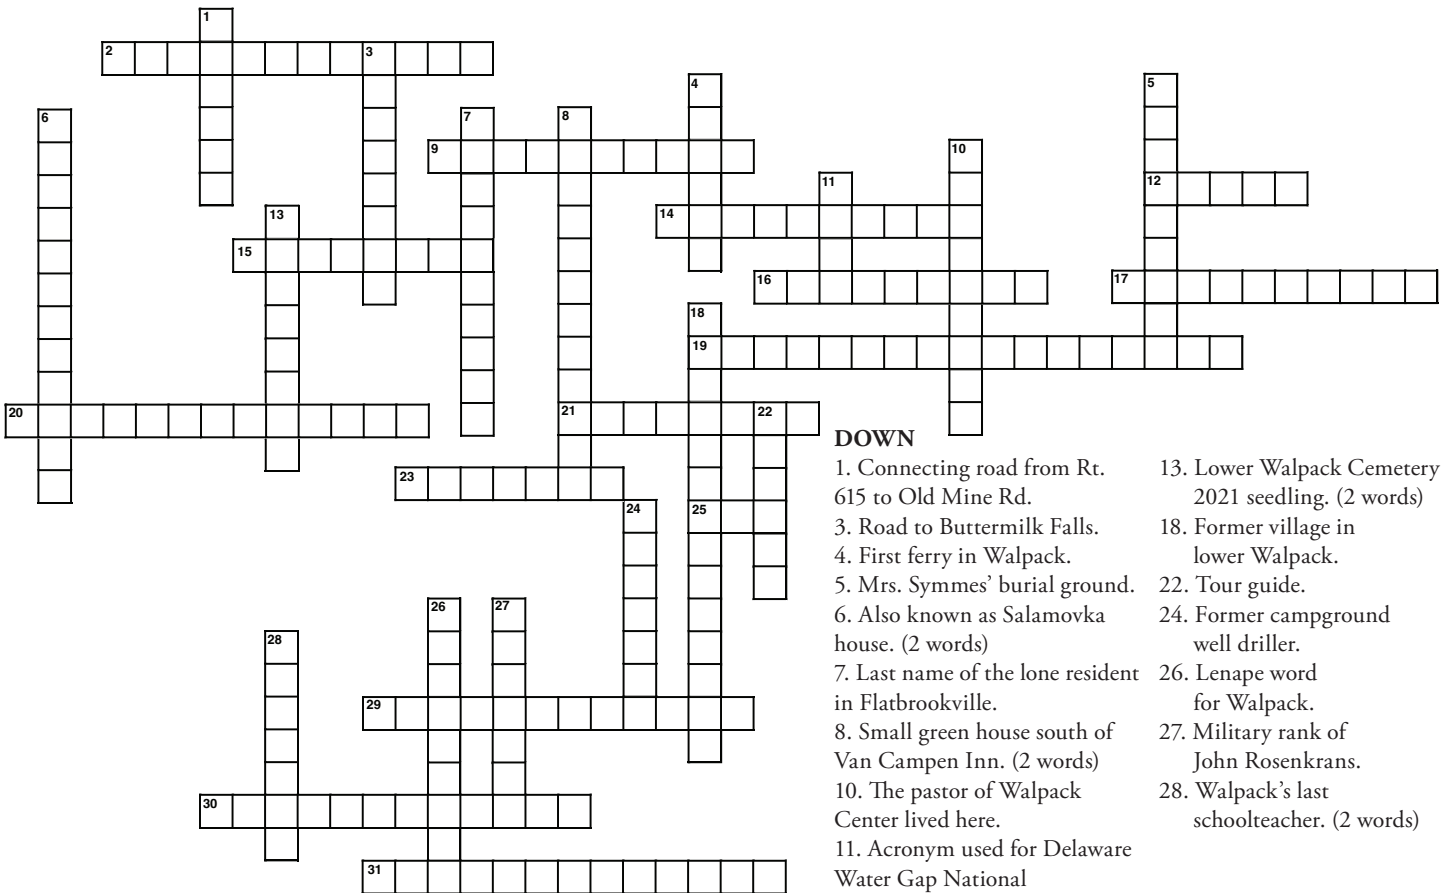 1
2
3
4
5
6
7
8
9
10
11
12
13
14
15
16
17
18
19
20
21
22
23
24
25
26
27
28
29
30
31
DOWN
1. Connecting road from Rt.
615 to Old Mine Rd.
3. Road to Buttermilk Falls.
4. First ferry in Walpack.
5. Mrs. Symmes’ burial ground.
6. Also known as Salamovka
house. (2 words)
7. Last name of the lone resident
in Flatbrookville.
8. Small green house south of
Van Campen Inn. (2 words)
10. The pastor of Walpack
Center lived here.
11. Acronym used for Delaware
Water Gap National
13. Lower Walpack Cemetery
2021 seedling. (2 words)
18. Former village in
lower Walpack.
22. Tour guide.
24. Former campground
well driller.
26. Lenape word
for Walpack.
27. Military rank of
John Rosenkrans.
28. Walpack’s last
schoolteacher. (2 words)